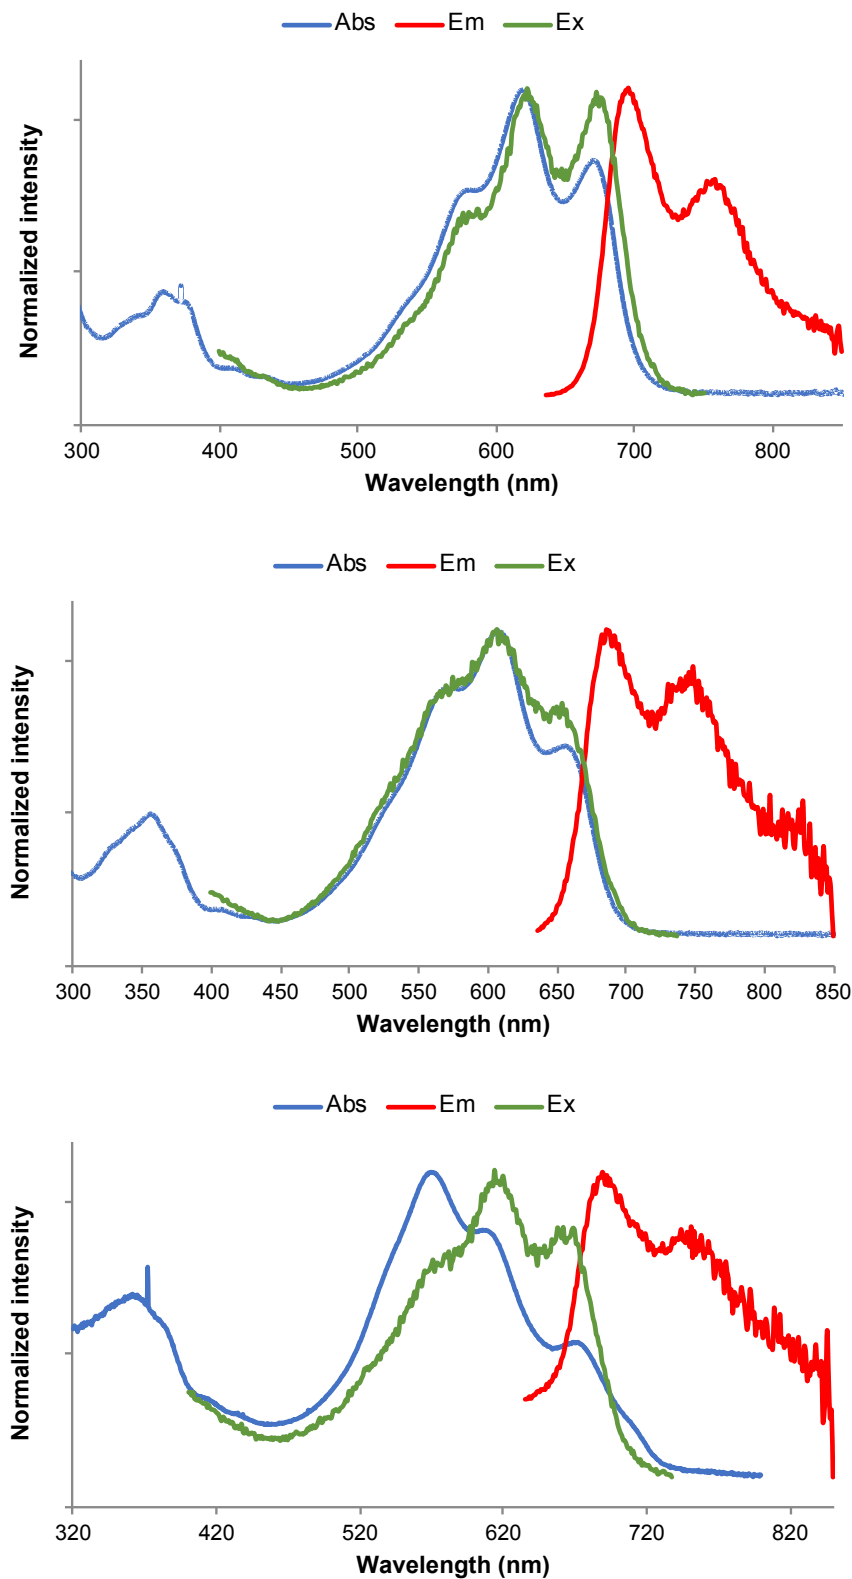 Abs Em Ex
Normalized intensity
300 400 500 600 700 800
Wavelength (nm)
Abs Em Ex
Normalized intensity
300 350 400 450 500 550 600 650 700 750 800 850
Wavelength (nm)
Abs Em Ex
Normalized intensity
320 420 520 620 720 820
Wavelength (nm)